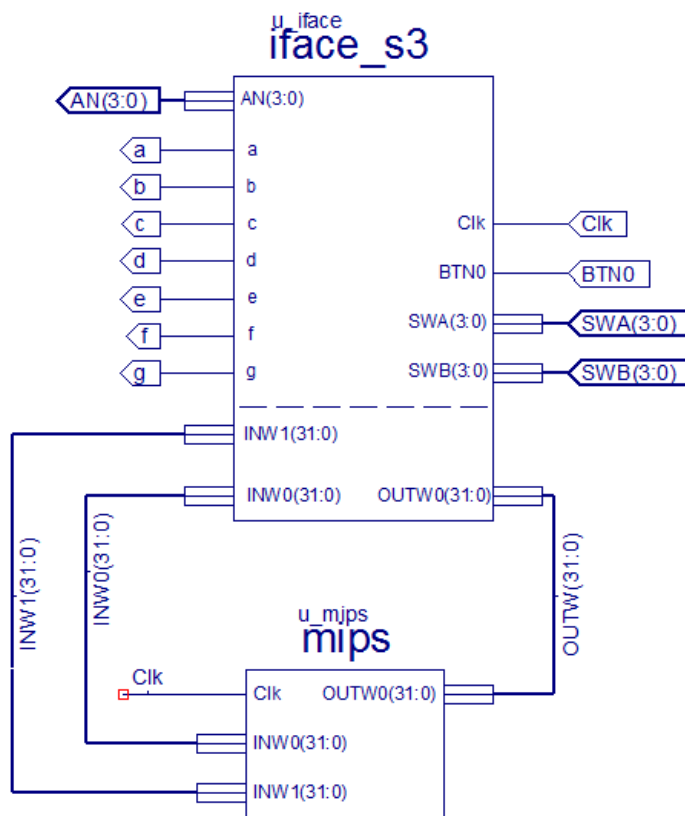 u_iface
iface_s3
AN(3:0)
AN(3:0)
a
a
b
b
c
c
Clk
Clk
d
d
BTN0
BTN0
e
e
SWA(3:0)
SWA(3:0)
f
f
g
g
SWB(3:0)
SWB(3:0)
INW1(31:0)
INW0(31:0)
OUTW0(31:0)
INW1(31:0)
INW0(31:0)
OUTW(31:0)
u_mips
mips
Clk
Clk
OUTW0(31:0)
INW0(31:0)
INW1(31:0)